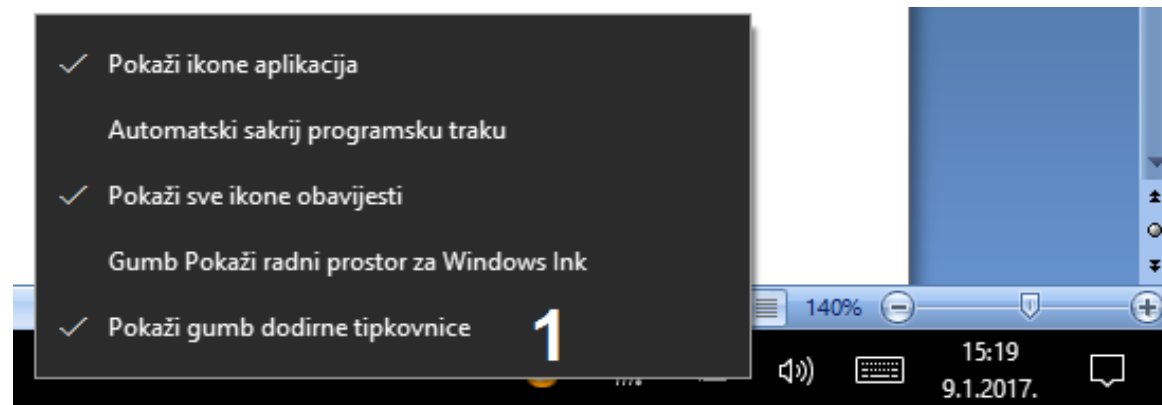 Pokaži ikone aplikacija
Automatski sakrij programsku traku
Pokaži sve ikone obavijesti
Gumb Pokaži radni prostor za Windows Ink
Pokaži gumb dodirne tipkovnice 1
140%
15:19
9.1.2017.